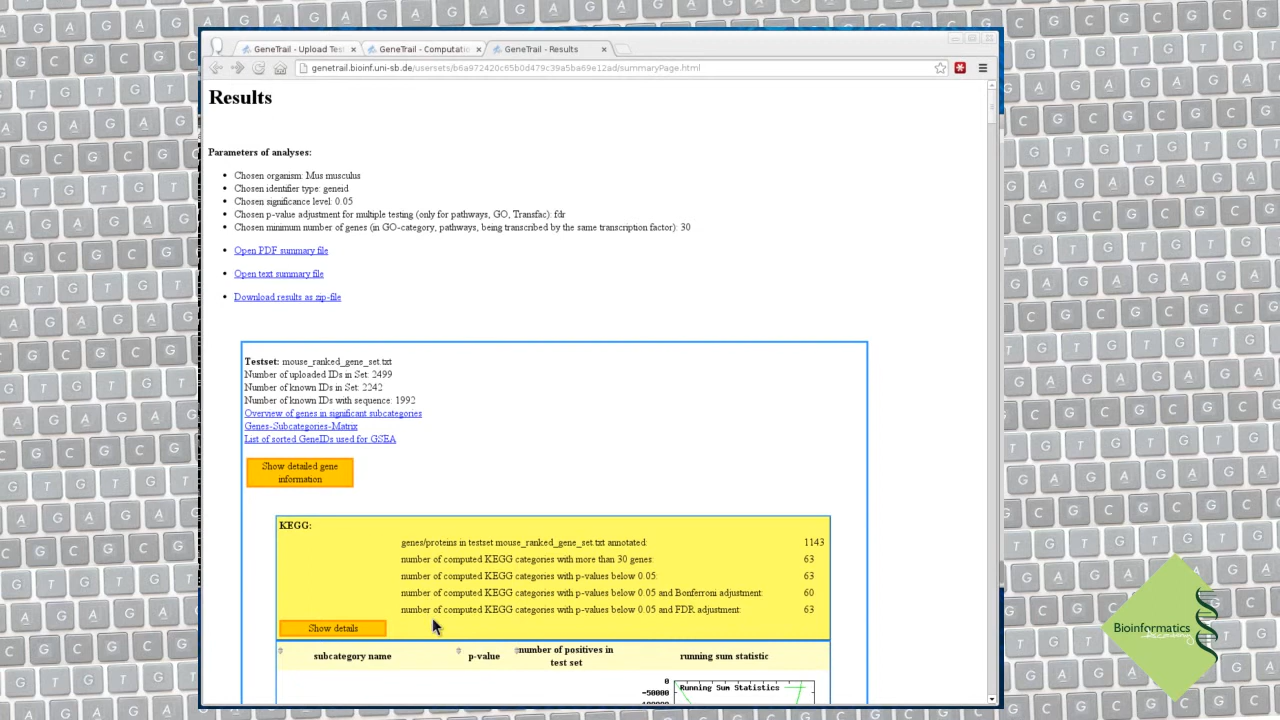 GeneTrail - Upload Tes
GeneTrail - Computatio
GeneTrail - Results
genetrail.bioinf.uni-sb.de/usersets/b6a972420c65b0d479c39a5ba69e12ad/summaryPage.html
Results
Parameters of analyses:
Chosen organism: Mus musculus
Chosen identifier type: geneid
Chosen significance level: 0.05
Chosen p-value adjustment for multiple testing (only for pathways, GO, Transfac): fdr
Chosen minimum number of genes (in GO-category, pathways, being transcribed by the same transcription factor): 30
Open PDF summary file
Open text summary file
Download results as zip-file
Testset: mouse_ranked_gene_set.txt
Number of uploaded IDs in Set: 2499
Number of known IDs in Set: 2242
Number of known IDs with sequence: 1992
Overview of genes in significant subcategories
Genes-Subcategories-Matrix
List of sorted GeneIDs used for GSEA
Show detailed gene
information
KEGG:
genes/proteins in testset mouse_ranked_gene_set.txt annotated: 1143
number of computed KEGG categories with more than 30 genes: 63
number of computed KEGG categories with p-values below 0.05: 63
number of computed KEGG categories with p-values below 0.05 and Bonferroni adjustment: 60
number of computed KEGG categories with p-values below 0.05 and FDR adjustment: 63
Show details
subcategory name
p-value
number of positives in
test set
running sum statistic
0
-50000
Running Sum Statistics
Bioinformatics